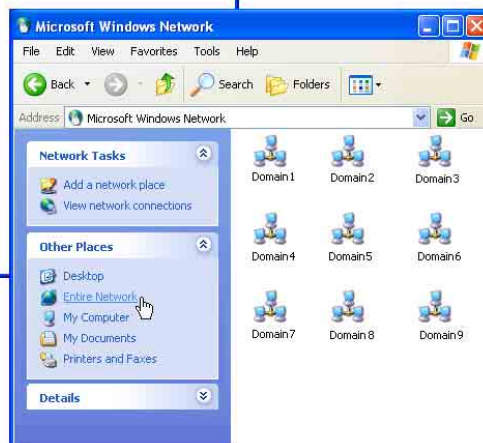 Microsoft Windows Network
File Edit View Favorites Tools Help
Back Search Folders
Address Microsoft Windows Network Go
Network Tasks
Add a network place
View network connections
Other Places
Desktop
Entire Network
My Computer
My Documents
Printers and Faxes
Details
Domain1 Domain2 Domain3
Domain4 Domain5 Domain6
Domain7 Domain8 Domain9